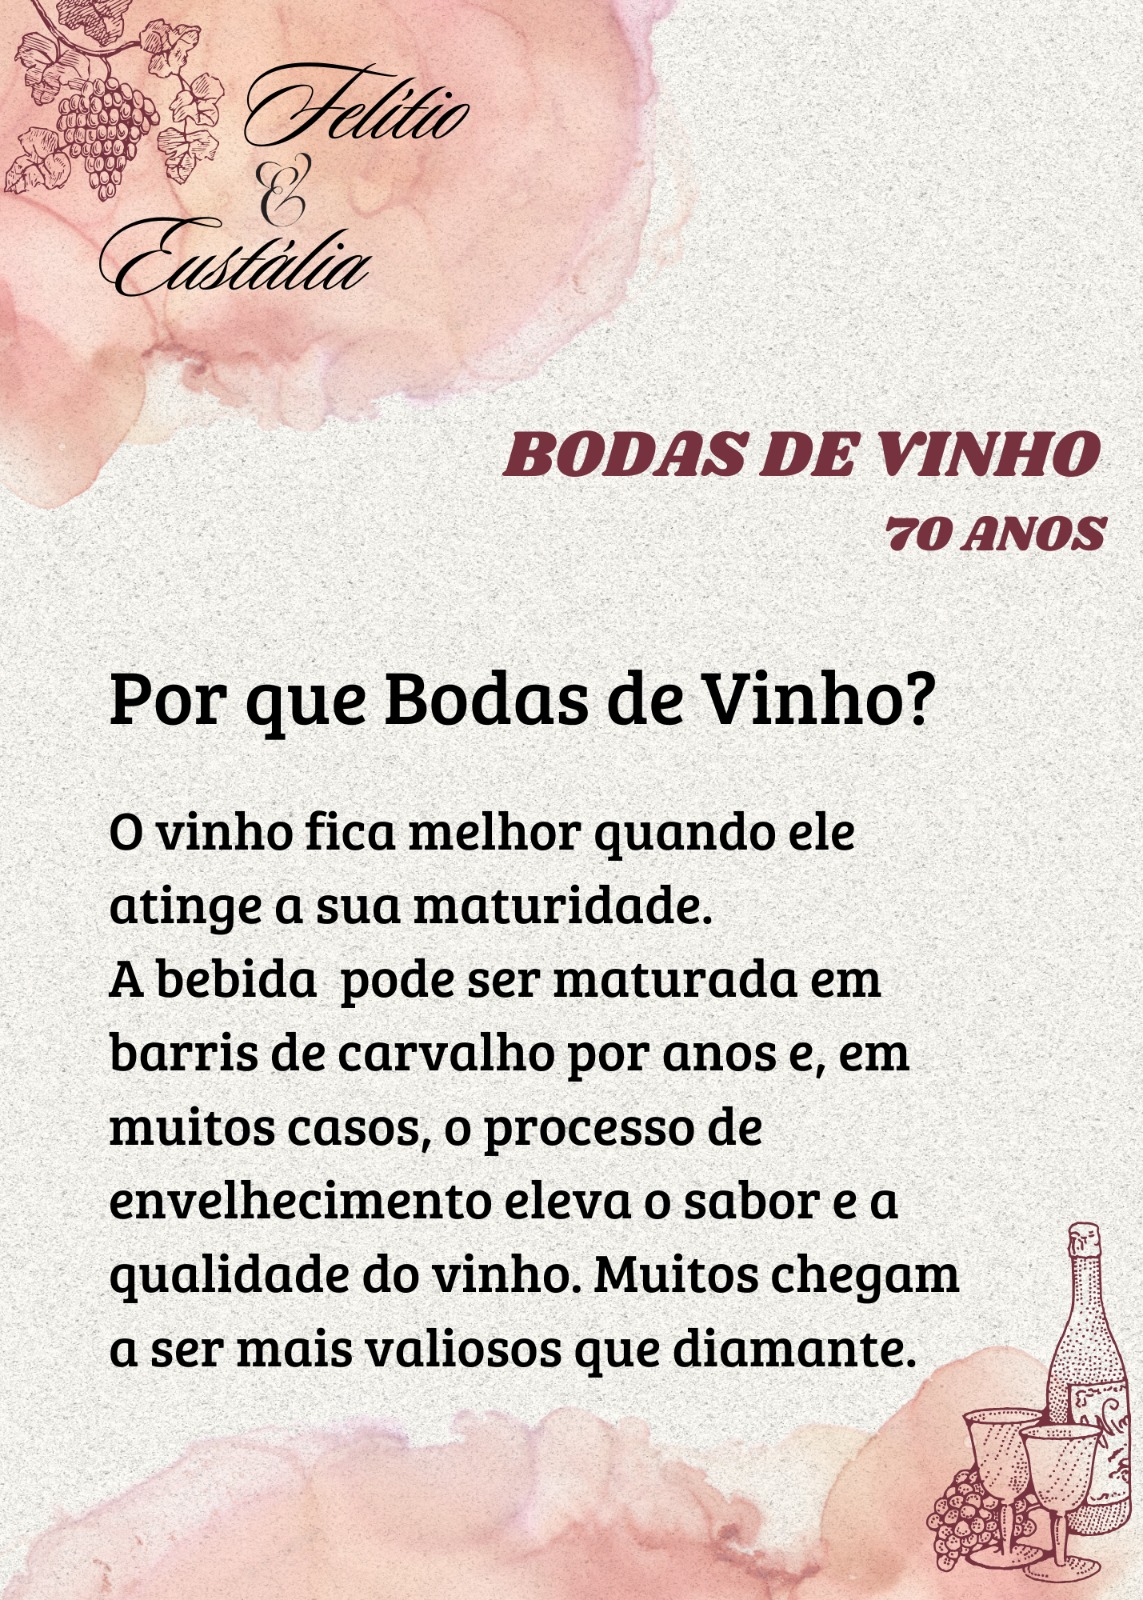 Felítio
&
Eustália
BODAS DE VINHO
70 ANOS
Por que Bodas de Vinho?
O vinho fica melhor quando ele
atinge a sua maturidade.
A bebida  pode ser maturada em
barris de carvalho por anos e, em
muitos casos, o processo de
envelhecimento eleva o sabor e a
qualidade do vinho. Muitos chegam
a ser mais valiosos que diamante.